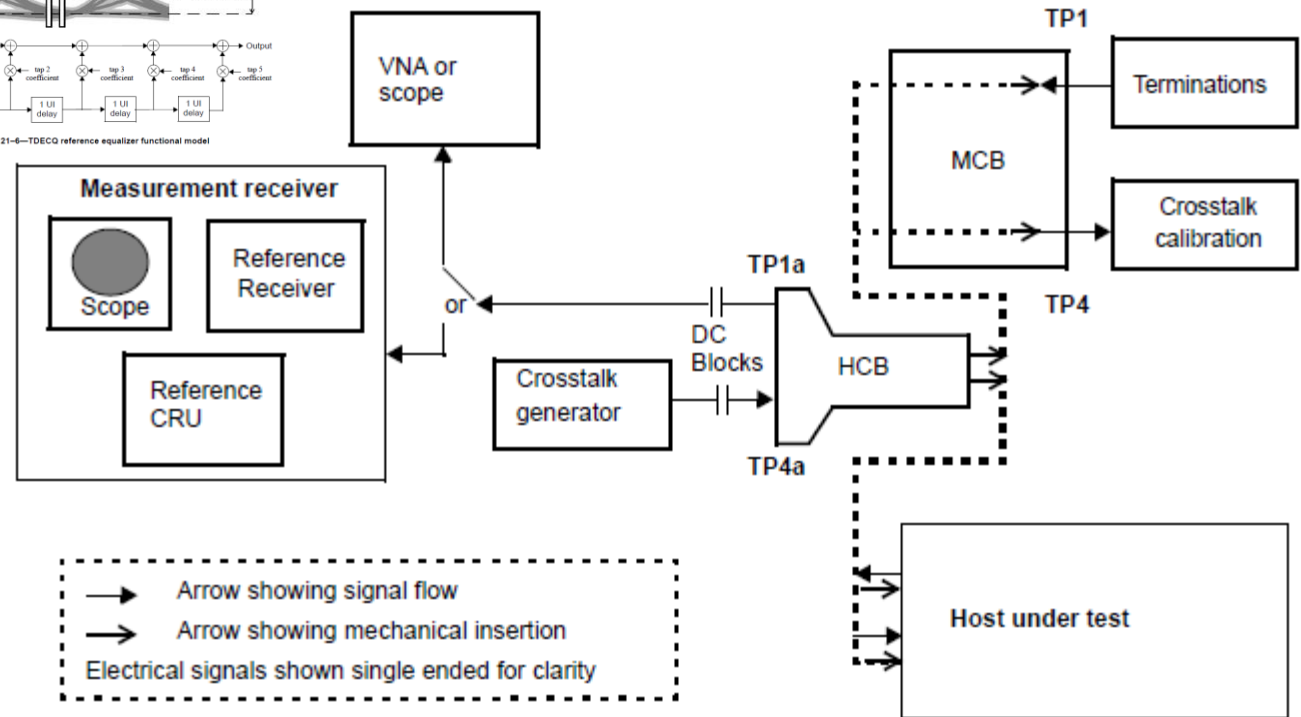 Output
tap 2
coefficient
tap 3
coefficient
tap 4
coefficient
tap 5
coefficient
1 UI
delay
1 UI
delay
1 UI
delay
21–6—TDECQ reference equalizer functional model
VNA or
scope
TP1
Terminations
MCB
Crosstalk
calibration
TP4
Measurement receiver
Scope
Reference
Receiver
Reference
CRU
or
TP1a
DC
Blocks
HCB
Crosstalk
generator
TP4a
Arrow showing signal flow
Arrow showing mechanical insertion
Electrical signals shown single ended for clarity
Host under test